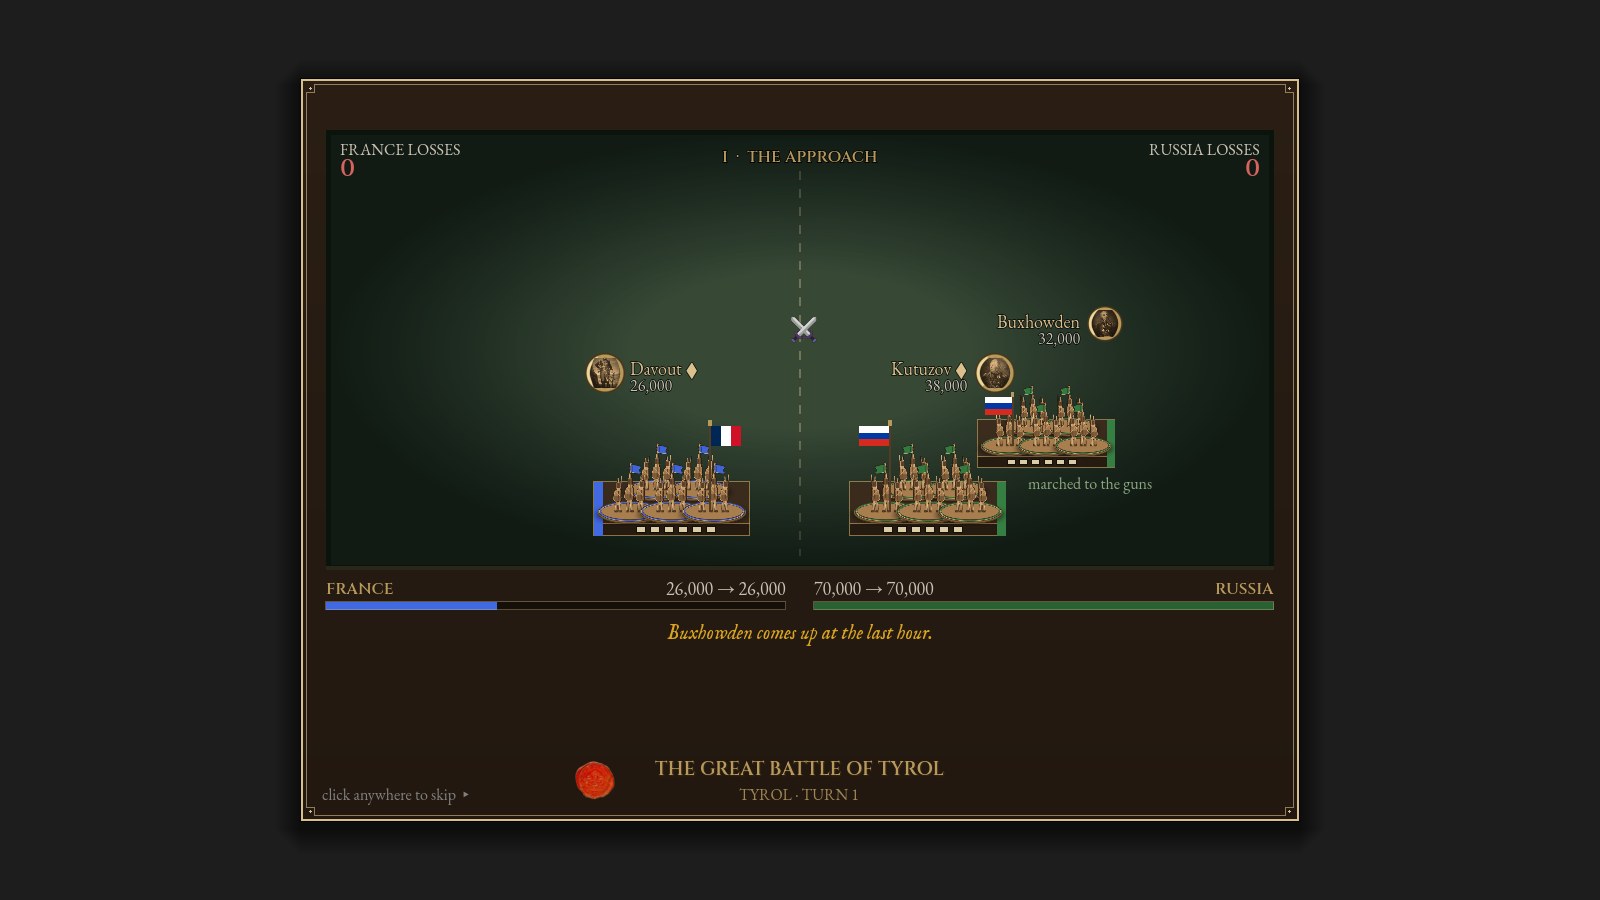 FRANCE LOSSES
0
I · THE APPROACH
RUSSIA LOSSES
0
Buxhowden
32,000
Davout
26,000
Kutuzov
38,000
marched to the guns
FRANCE
26,000 → 26,000
70,000 → 70,000
RUSSIA
Buxhowden comes up at the last hour.
THE GREAT BATTLE OF TYROL
TYROL · TURN 1
click anywhere to skip ▸